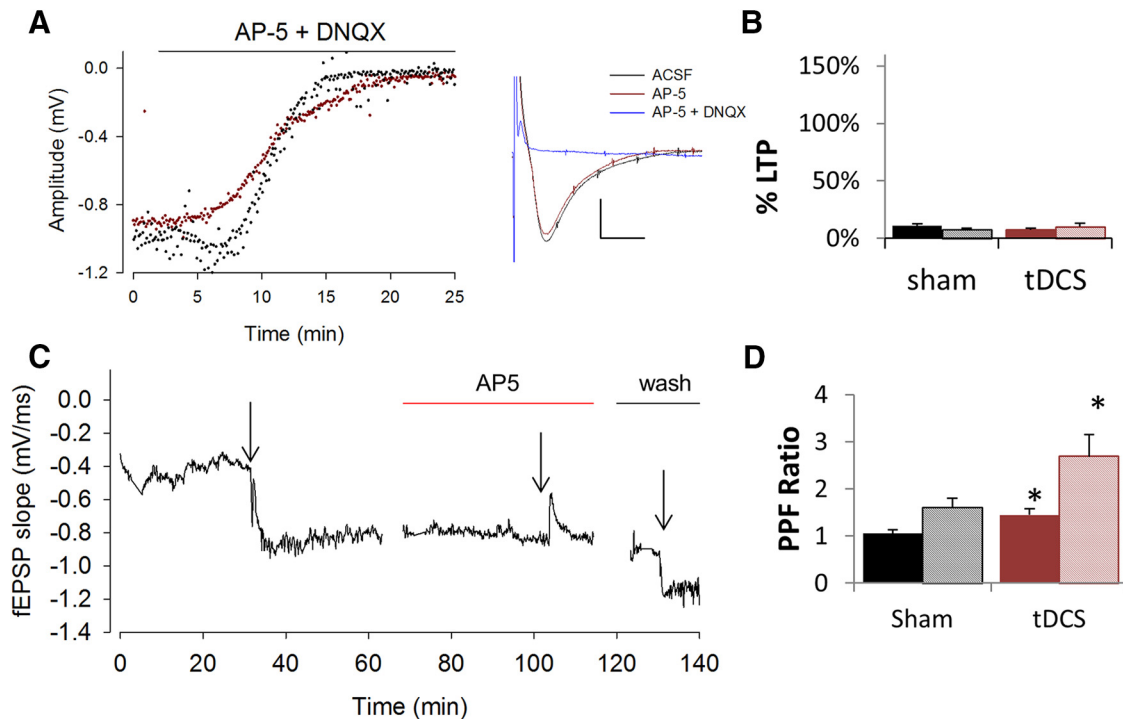 A
AP-5 + DNQX
0.0
-0.4
-0.8
-1.2
Amplitude (mV)
0 5 10 15 20 25
Time (min)
ACSF
AP-5
AP-5 + DNQX
B
150%
100%
50%
0%
% LTP
sham tDCS
C
AP5 wash
0.0
-0.2
-0.4
-0.6
-0.8
-1.0
-1.2
-1.4
fEPSP slope (mV/ms)
0 20 40 60 80 100 120 140
Time (min)
D
4
3
2
1
0
PPF Ratio
* *
Sham tDCS